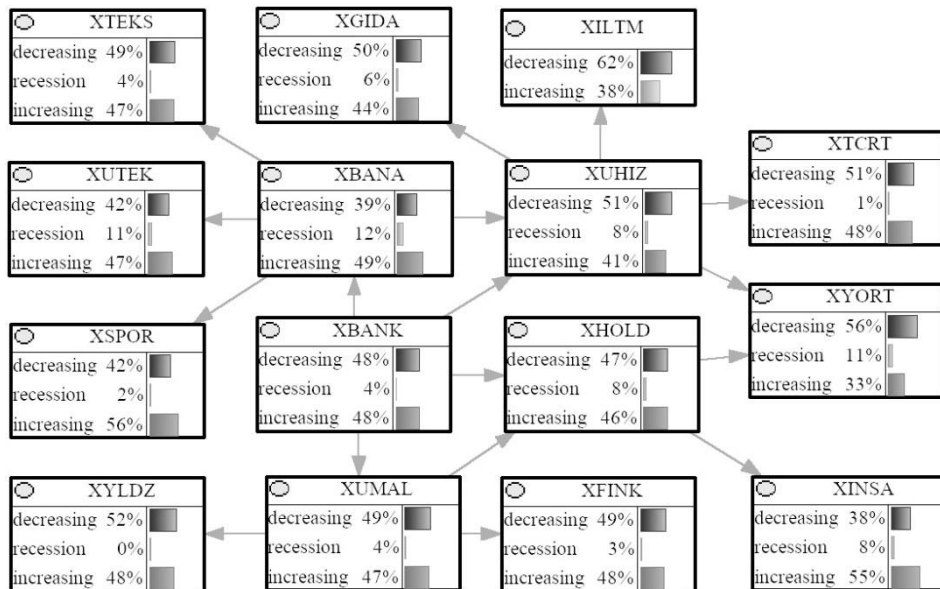 XTEKS
decreasing 49%
recession 4%
increasing 47%
XGIDA
decreasing 50%
recession 6%
increasing 44%
XILTM
decreasing 62%
increasing 38%
XUTEK
decreasing 42%
recession 11%
increasing 47%
XBANA
decreasing 39%
recession 12%
increasing 49%
XUHIZ
decreasing 51%
recession 8%
increasing 41%
XTCRT
decreasing 51%
recession 1%
increasing 48%
XSPOR
decreasing 42%
recession 2%
increasing 56%
XBANK
decreasing 48%
recession 4%
increasing 48%
XHOLD
decreasing 47%
recession 8%
increasing 46%
XYORT
decreasing 56%
recession 11%
increasing 33%
XYLDZ
decreasing 52%
recession 0%
increasing 48%
XUMAL
decreasing 49%
recession 4%
increasing 47%
XFINK
decreasing 49%
recession 3%
increasing 48%
XINSA
decreasing 38%
recession 8%
increasing 55%